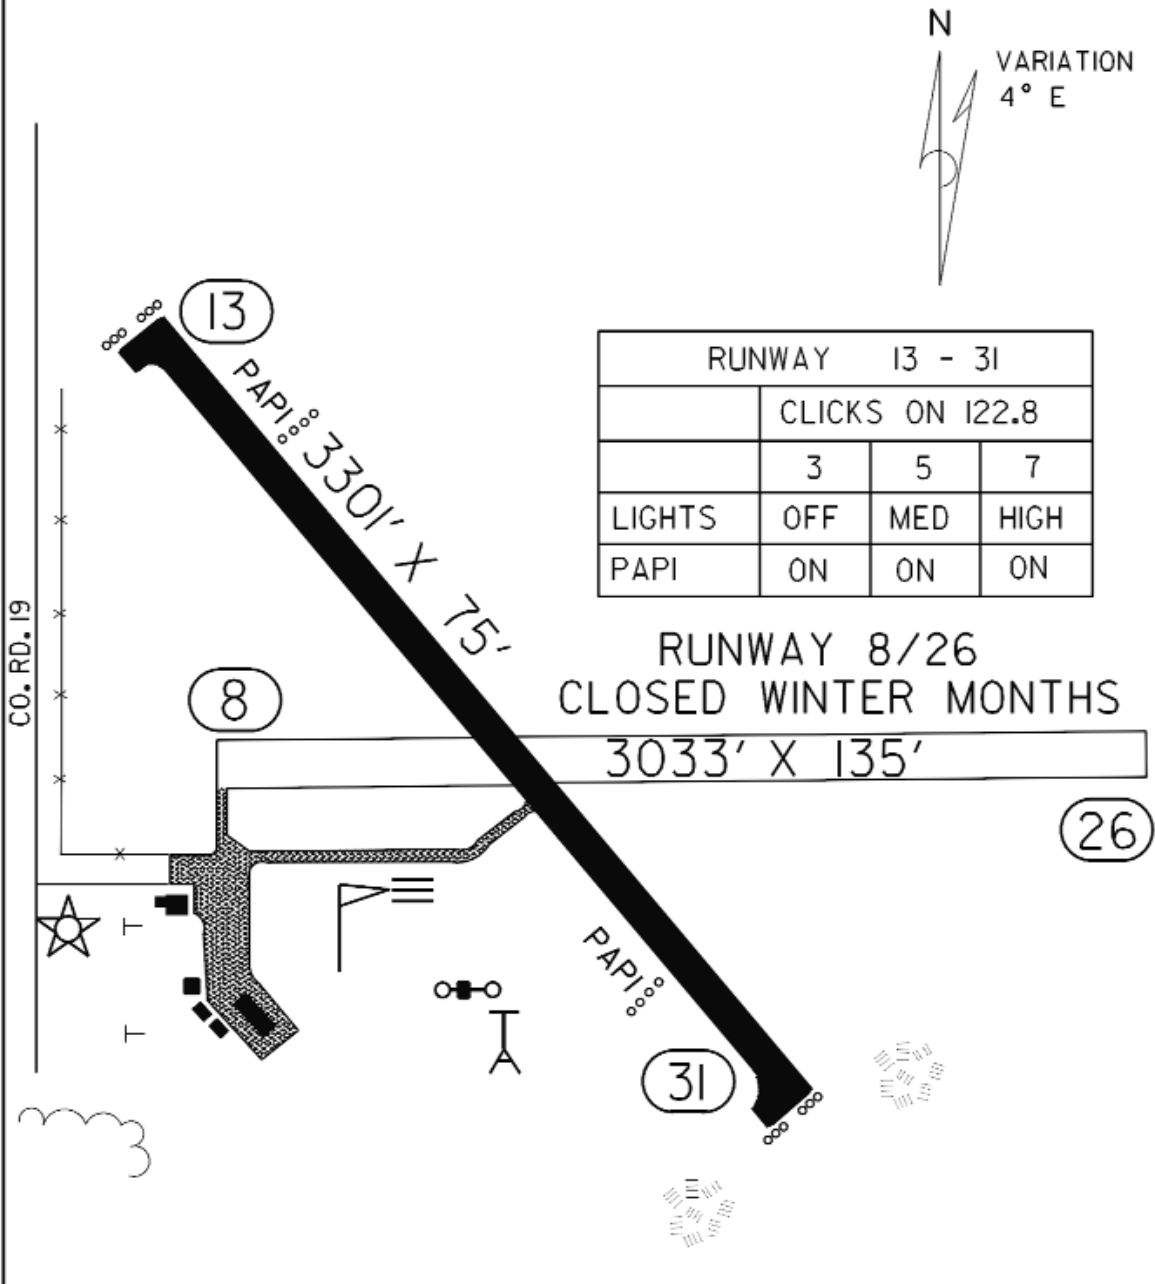 N
VARIATION
4° E
13
PAPI
3301' X 75'
RUNWAY 13 - 31
CLICKS ON 122.8
3 5 7
LIGHTS OFF MED HIGH
PAPI ON ON ON
CO. RD. 19
RUNWAY 8/26
CLOSED WINTER MONTHS
8
3033' X 135'
26
PAPI
31